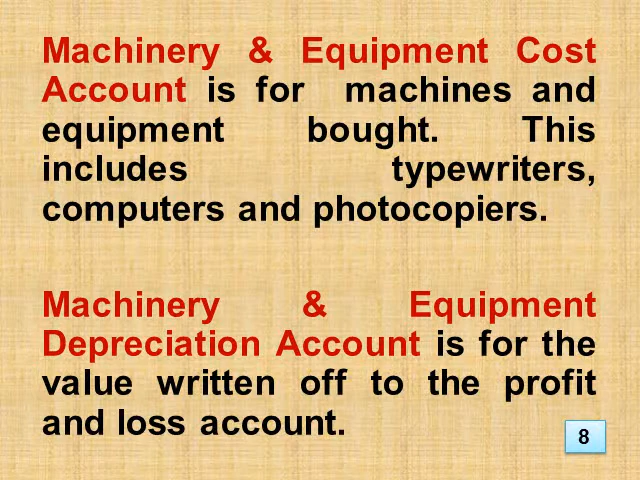 Machinery & Equipment Cost
Account is for machines and
equipment bought. This
includes typewriters,
computers and photocopiers.
Machinery & Equipment
Depreciation Account is for the
value written off to the profit
and loss account.
8